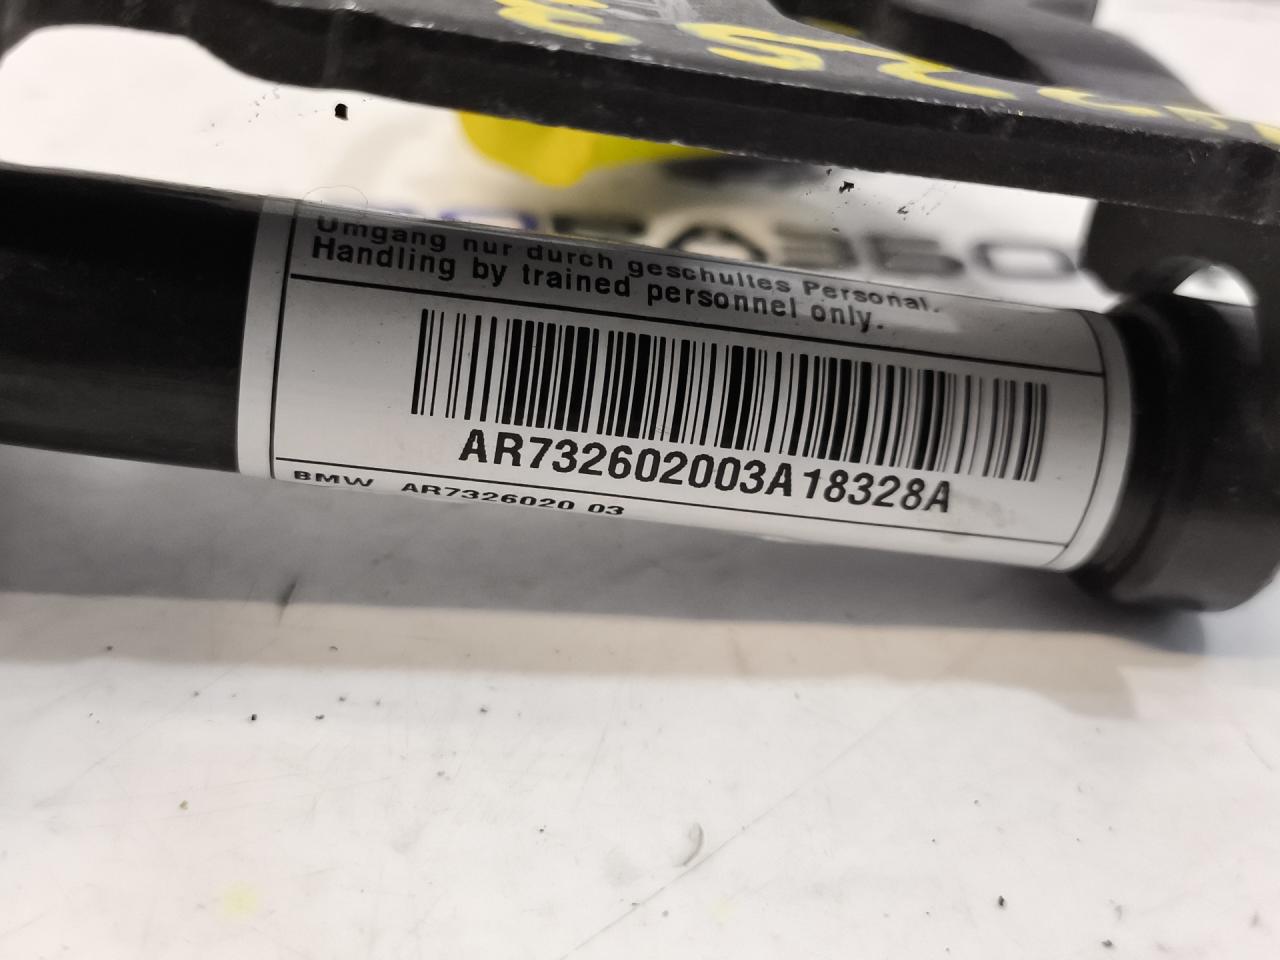 Umgang nur durch geschultes Personal.
Handling by trained personnel only.
AR732602003A18328A
BMW AR7326020 03